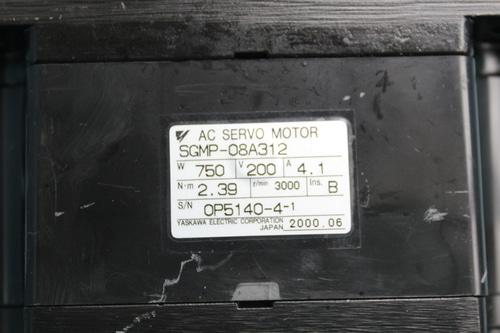 AC SERVO MOTOR
SGMP-08A312
W 750 V 200 A 4.1
N·m 2.39 r/min 3000 Ins. B
S/N 0P5140-4-1
YASKAWA ELECTRIC CORPORATION
JAPAN 2000.06